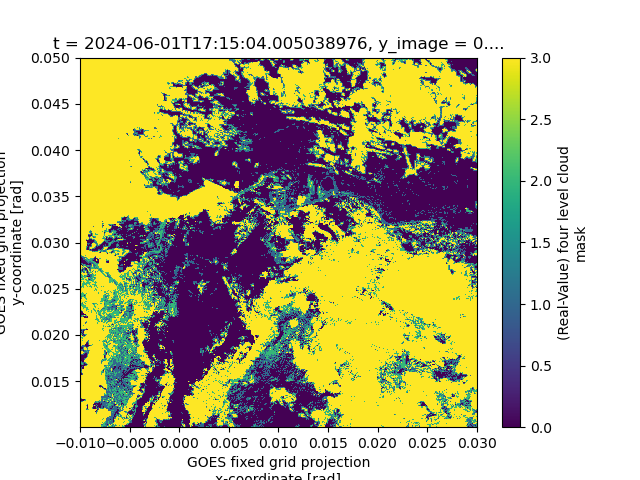 t = 2024-06-01T17:15:04.005038976, y_image = 0....
0.050
0.045
0.040
0.035
0.030
0.025
0.020
0.015
GOES fixed grid projection
y-coordinate [rad]
−0.010 −0.005 0.000 0.005 0.010 0.015 0.020 0.025 0.030
GOES fixed grid projection
x-coordinate [rad]
3.0
2.5
2.0
1.5
1.0
0.5
0.0
(Real-Value) four level cloud
mask